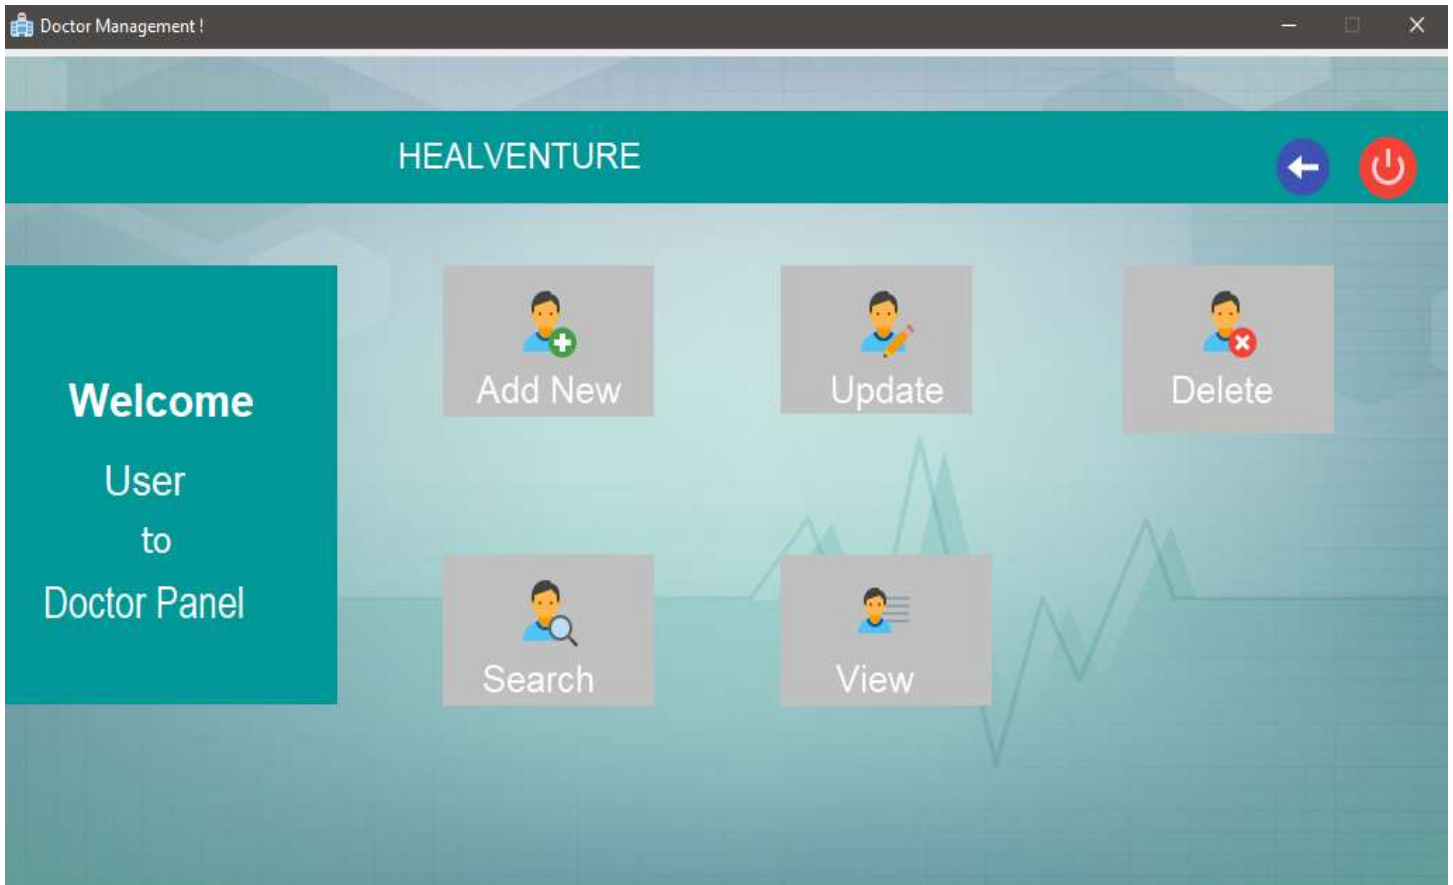 Doctor Management !
HEALVENTURE
Welcome
User
to
Doctor Panel
Add New
Update
Delete
Search
View